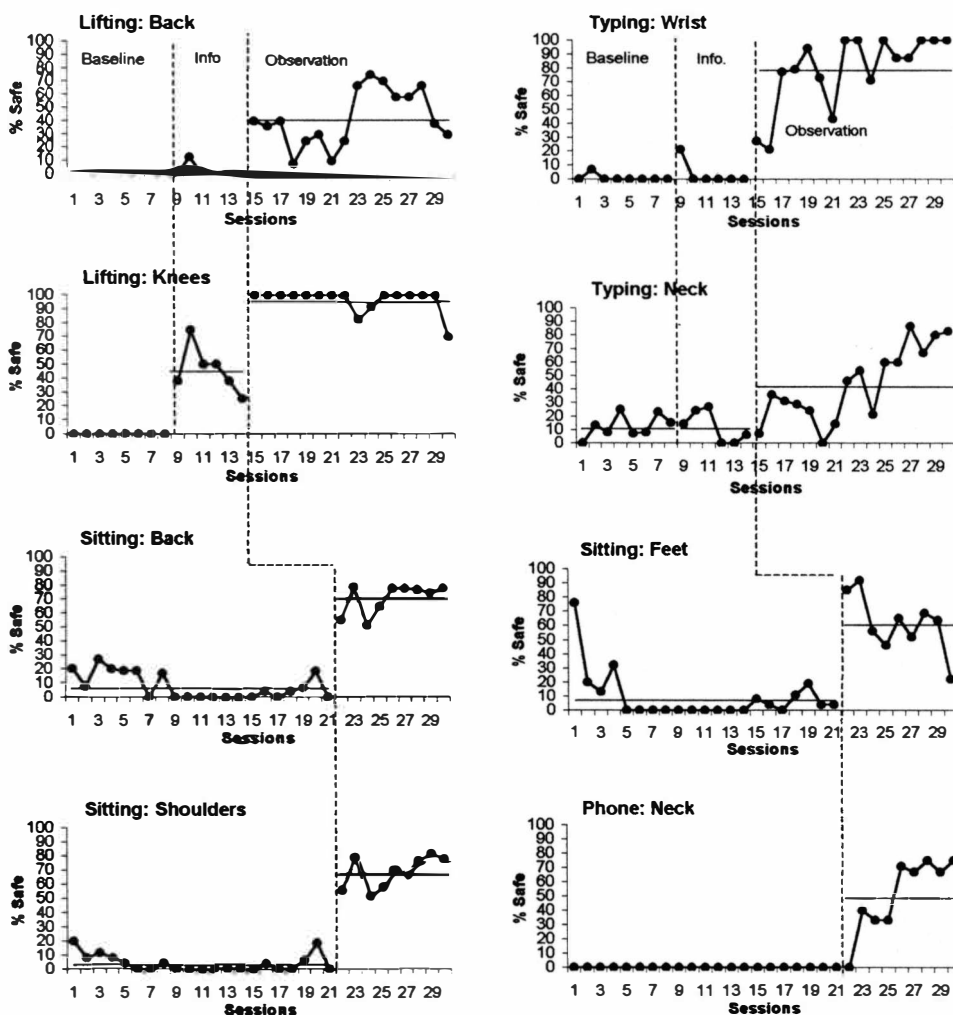 Lifting: Back
% Safe
100
90
80
70
60
50
40
30
20
10
0
Baseline
Info
Observation
1 3 5 7 9 11 13 15 17 19 21 23 25 27 29
Sessions
Typing: Wrist
% Safe
100
90
80
70
60
50
40
30
20
10
0
Baseline
Info.
Observation
1 3 5 7 9 11 13 15 17 19 21 23 25 27 29
Sessions
Lifting: Knees
% Safe
100
90
80
70
60
50
40
30
20
10
0
1 3 5 7 9 11 13 15 17 19 21 23 25 27 29
Sessions
Typing: Neck
% Safe
100
90
80
70
60
50
40
30
20
10
0
1 3 5 7 9 11 13 15 17 19 21 23 25 27 29
Sessions
Sitting: Back
% Safe
100
90
80
70
60
50
40
30
20
10
0
1 3 5 7 9 11 13 15 17 19 21 23 25 27 29
Sessions
Sitting: Feet
% Safe
100
90
80
70
60
50
40
30
20
10
0
1 3 5 7 9 11 13 15 17 19 21 23 25 27 29
Sessions
Sitting: Shoulders
% Safe
100
90
80
70
60
50
40
30
20
10
0
1 3 5 7 9 11 13 15 17 19 21 23 25 27 29
Sessions
Phone: Neck
% Safe
100
90
80
70
60
50
40
30
20
10
0
1 3 5 7 9 11 13 15 17 19 21 23 25 27 29
Sessions